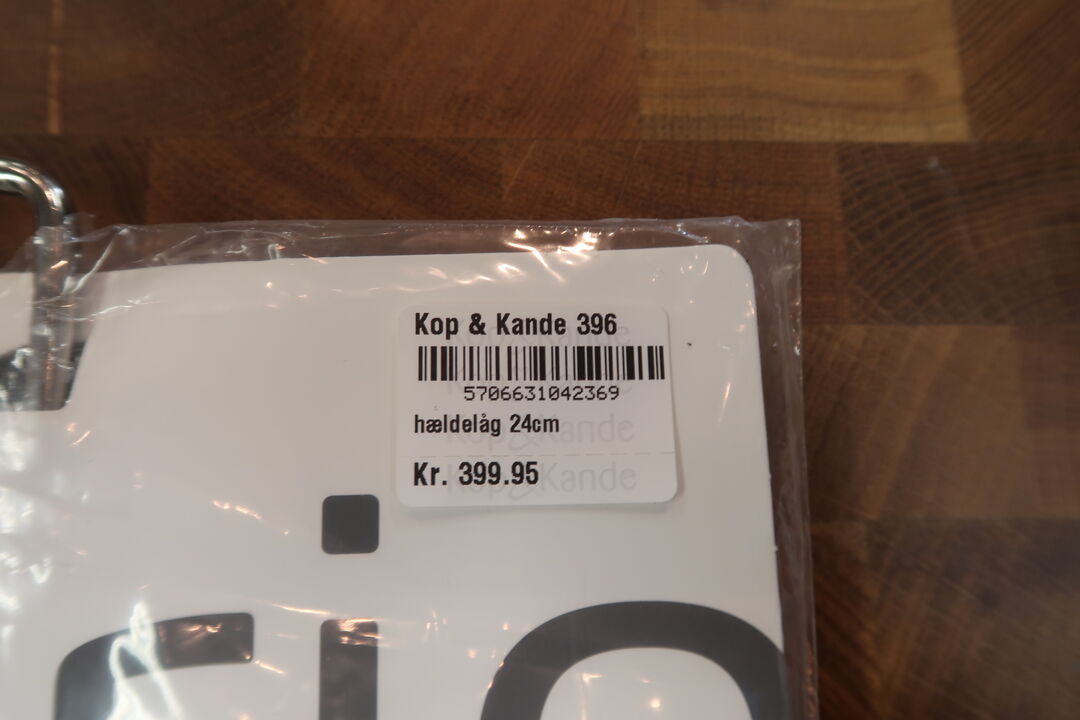 Kop & Kande 396
5706631042369
hældelåg 24cm
Kr. 399.95